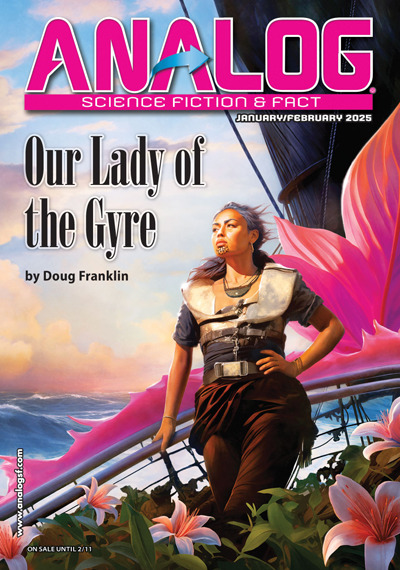 ANALOG
SCIENCE FICTION & FACT
JANUARY/FEBRUARY 2025
Our Lady of
the Gyre
by Doug Franklin
www.analogsf.com
ON SALE UNTIL 2/11